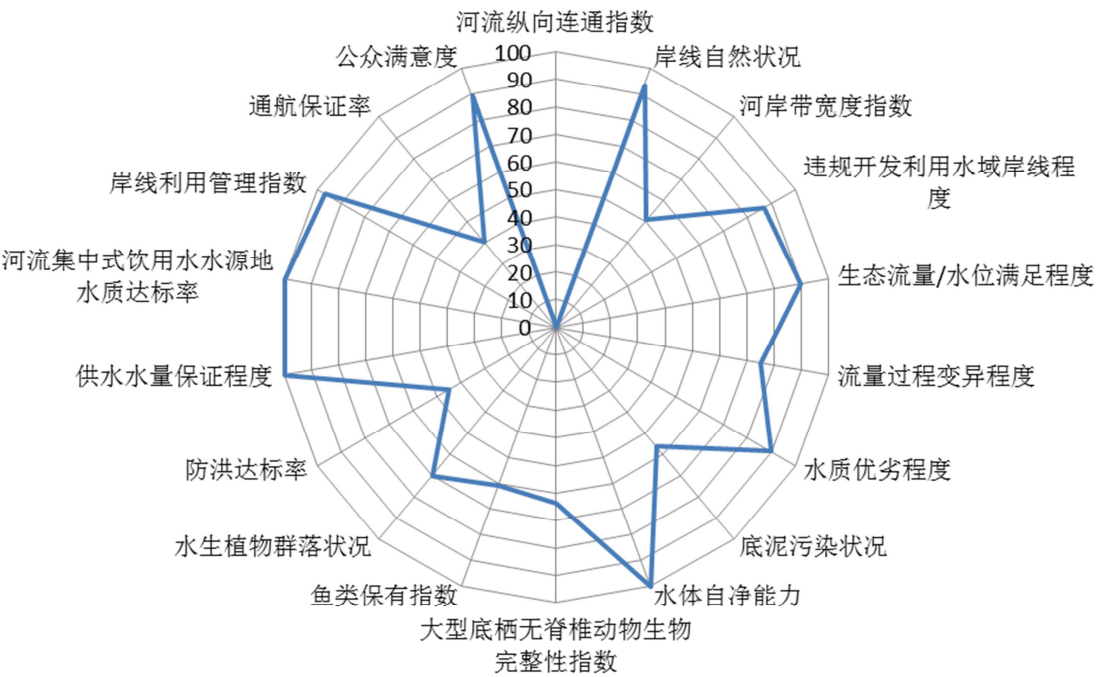 河流纵向连通指数
公众满意度
100
岸线自然状况
90
通航保证率
河岸带宽度指数
80
70
岸线利用管理指数
60
违规开发利用水域岸线程
度
50
40
河流集中式饮用水水源地
水质达标率
30
生态流量/水位满足程度
20
10
0
供水水量保证程度
流量过程变异程度
防洪达标率
水质优劣程度
水生植物群落状况
底泥污染状况
鱼类保有指数
水体自净能力
大型底栖无脊椎动物生物
完整性指数